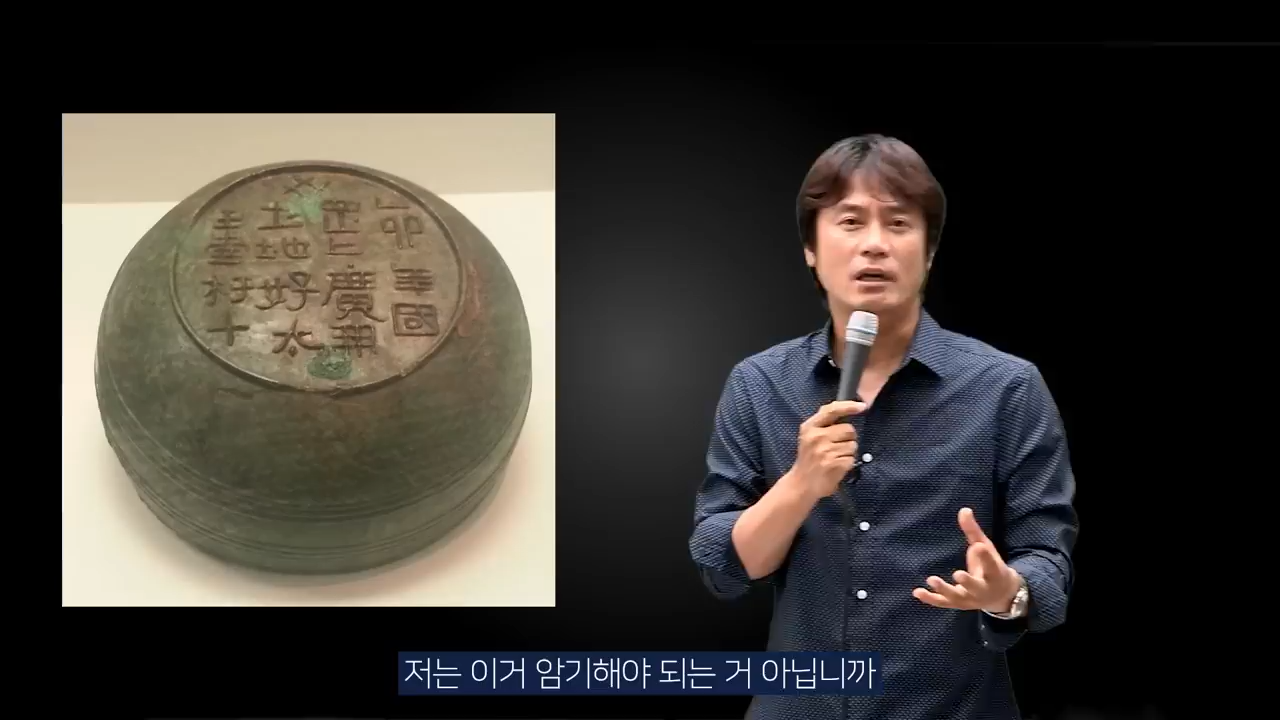 乙卯年國
罡上廣開
土地好太
王壺杅十
저는 이거 암기해야 되는 거 아닙니까